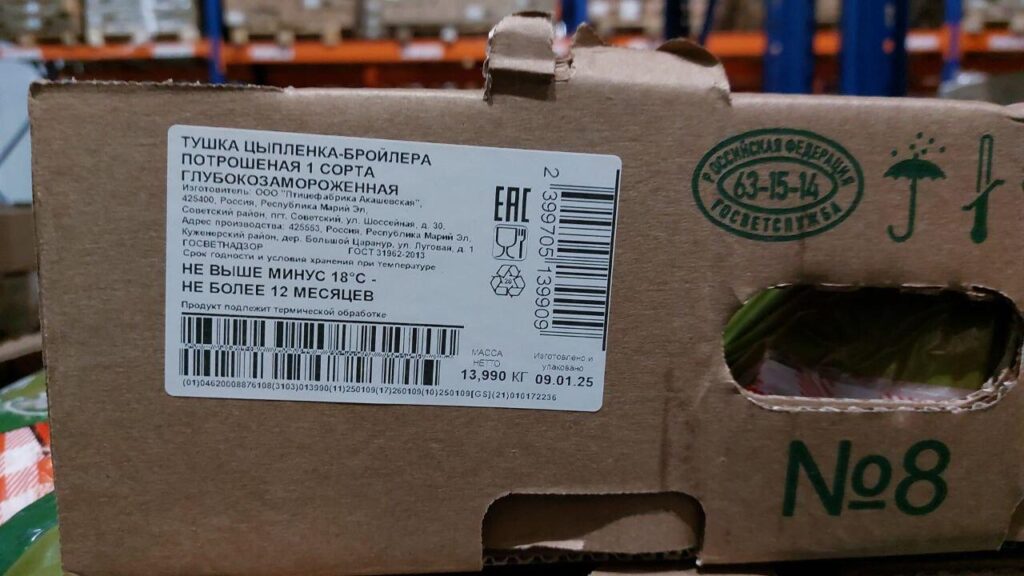 ТУШКА ЦЫПЛЕНКА-БРОЙЛЕРА
ПОТРОШЕНАЯ 1 СОРТА
ГЛУБОКОЗАМОРОЖЕННАЯ
Изготовитель: ООО "Птицефабрика Акашевская",
425400, Россия, Республика Марий Эл,
Советский район, пгт. Советский, ул. Шоссейная, д. 30,
Адрес производства: 425553, Россия, Республика Марий Эл,
Куженерский район, дер. Большой Царанур, ул. Луговая, д. 1
ГОСВЕТНАДЗОР ГОСТ 31962-2013
Срок годности и условия хранения при температуре
НЕ ВЫШЕ МИНУС 18°С -
НЕ БОЛЕЕ 12 МЕСЯЦЕВ
Продукт подлежит термической обработке
(01)04620008876108(3103)013990(11)250109(17)260109(10)250109[GS](21)010172236
EAC
2 399705 139909
МАССА
НЕТТО
13,990 КГ
Изготовлено и
упаковано
09.01.25
РОССИЙСКАЯ ФЕДЕРАЦИЯ
63-15-14
ГОСВЕТСЛУЖБА
№8